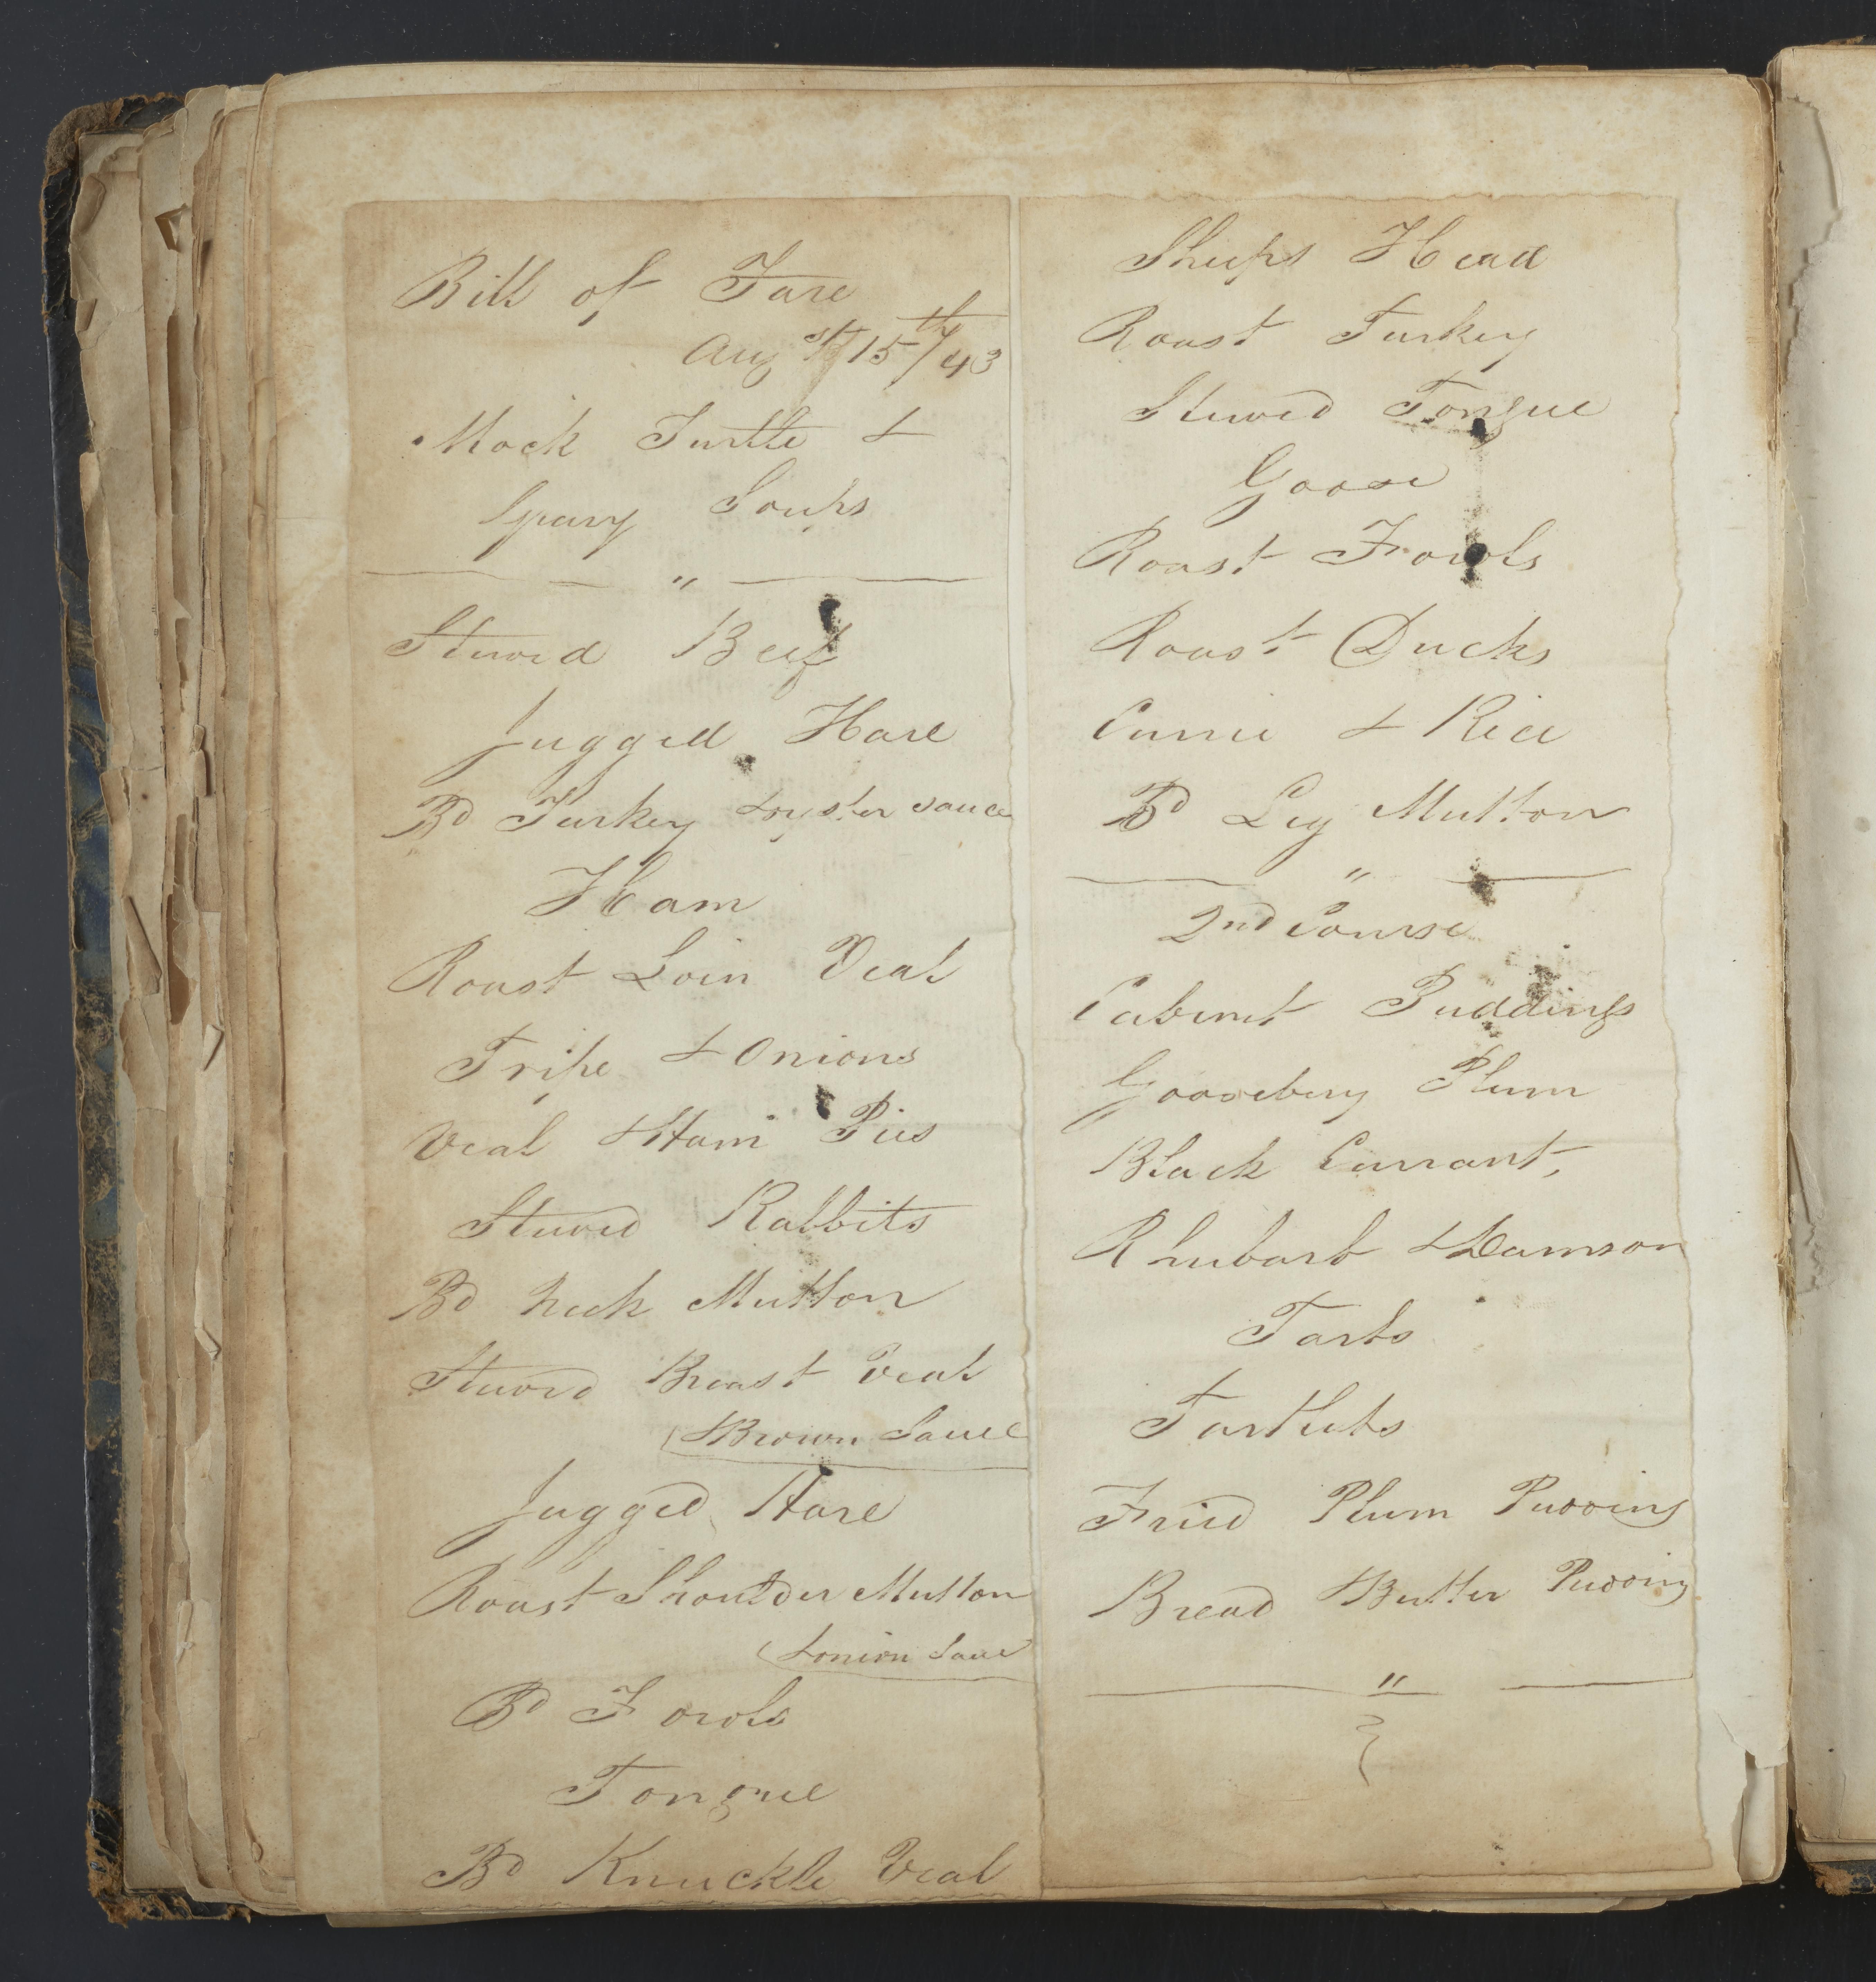 Bill of Fare
Augst 15th/43
Mock Turtle &
Gravy Soups
"
Stewed Beef
Jugged Hare
Bd Turkey & oyster sauce
Ham
Roast Loin Veal
Tripe & Onions
Veal & Ham Pies
Stewed Rabbits
Bd Neck Mutton
Stewed Breast Veal
& Brown Sauce
Jugged Hare
Roast Shoulder Mutton
& onion Sauce
Bd Fowls
Tongue
Bd Knuckle Veal
Sheeps Head
Roast Turkey
Stewed Tongue
Goose
Roast Fowls
Roast Ducks
Currie & Rice
Bd Leg Mutton
"
2nd Course
Cabinet Puddings
Gooseberry Plum
Black Currant,
Rhubarb & Damson
Tarts
Tartlets
Fried Plum Pudding
Bread & Butter Pudding
"